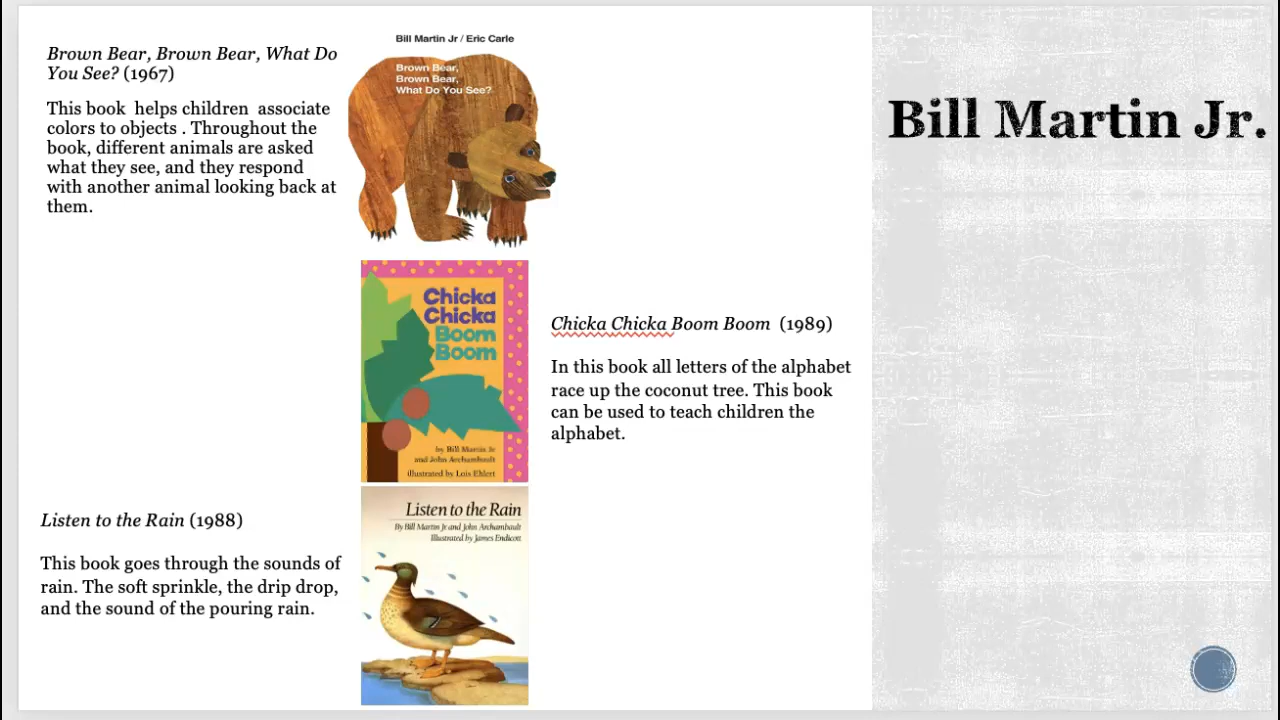 Brown Bear, Brown Bear, What Do
You See? (1967)
This book helps children associate
colors to objects . Throughout the
book, different animals are asked
what they see, and they respond
with another animal looking back at
them.
Bill Martin Jr / Eric Carle
Brown Bear,
Brown Bear,
What Do You See?
Bill Martin Jr.
Chicka
Chicka
Boom
Boom
by Bill Martin Jr
and John Archambault
illustrated by Lois Ehlert
Chicka Chicka Boom Boom (1989)
In this book all letters of the alphabet
race up the coconut tree. This book
can be used to teach children the
alphabet.
Listen to the Rain (1988)
This book goes through the sounds of
rain. The soft sprinkle, the drip drop,
and the sound of the pouring rain.
Listen to the Rain
By Bill Martin Jr and John Archambault
Illustrated by James Endicott